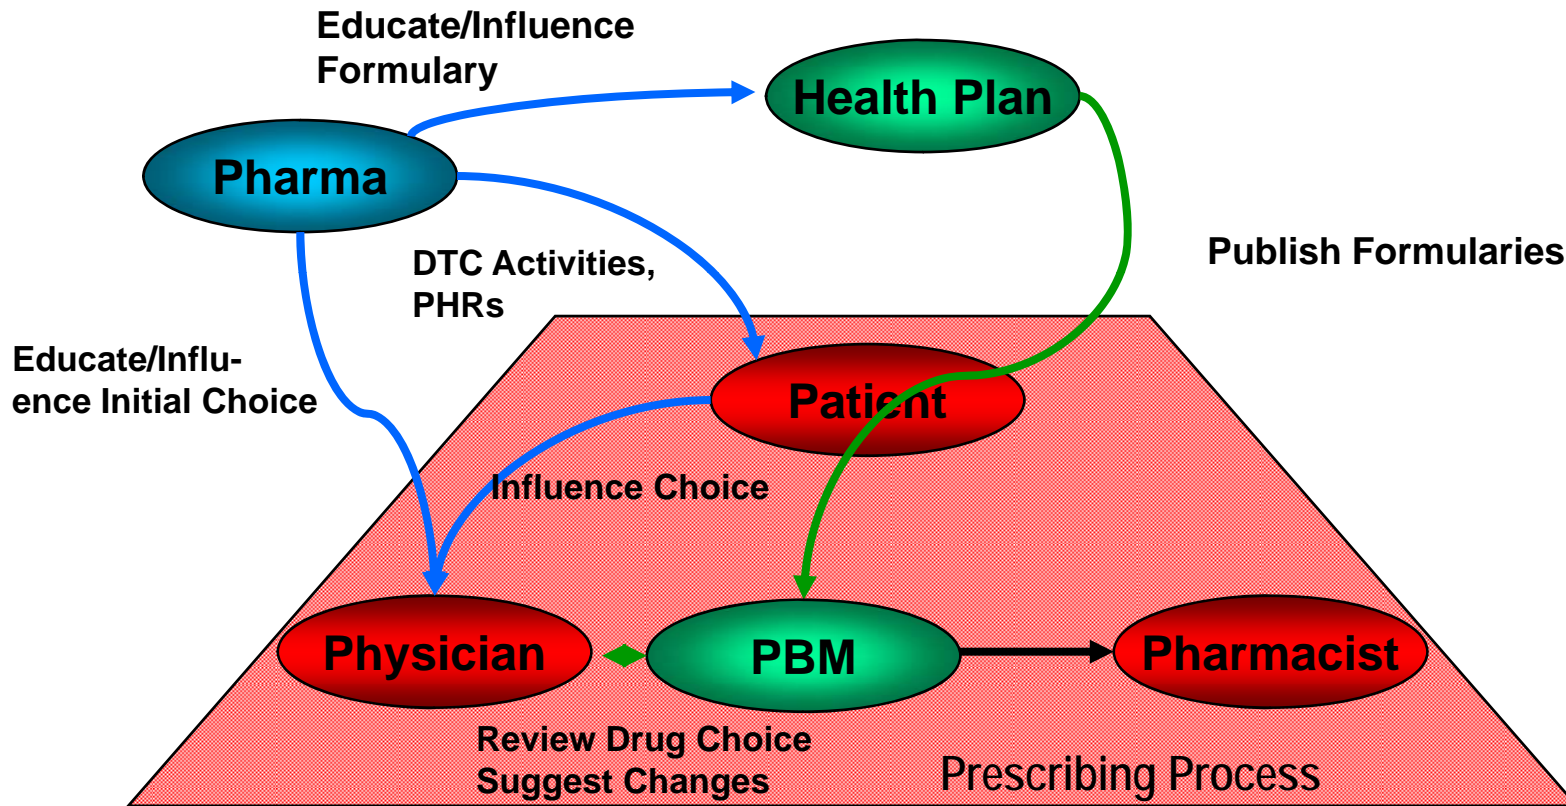 Educate/Influence
Formulary
Health Plan
Pharma
Publish Formularies
DTC Activities,
PHRs
Educate/Influ-
ence Initial Choice
Patient
Influence Choice
Physician
PBM
Pharmacist
Review Drug Choice
Suggest Changes
Prescribing Process